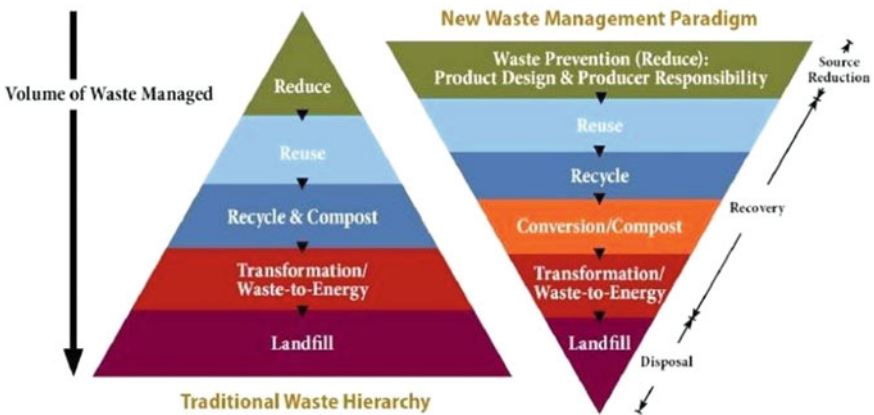 New Waste Management Paradigm
Volume of Waste Managed
Reduce
Reuse
Recycle & Compost
Transformation/
Waste-to-Energy
Landfill
Traditional Waste Hierarchy
Waste Prevention (Reduce):
Product Design & Producer Responsibility
Reuse
Recycle
Conversion/Compost
Transformation/
Waste-to-Energy
Landfill
Source
Reduction
Recovery
Disposal